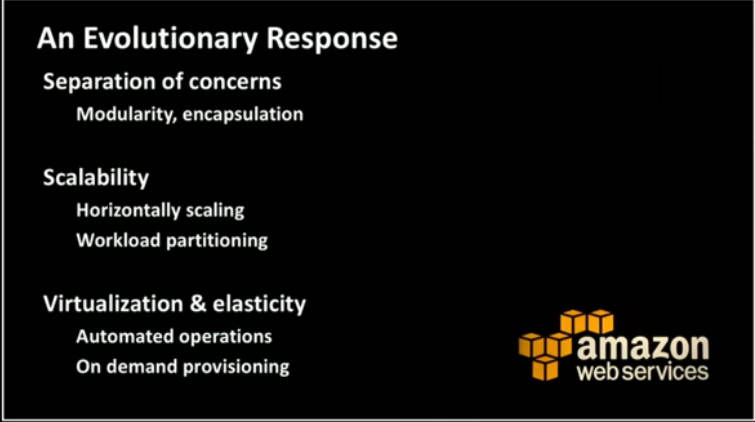 An Evolutionary Response
Separation of concerns
Modularity, encapsulation
Scalability
Horizontally scaling
Workload partitioning
Virtualization & elasticity
Automated operations
On demand provisioning
amazon
web services